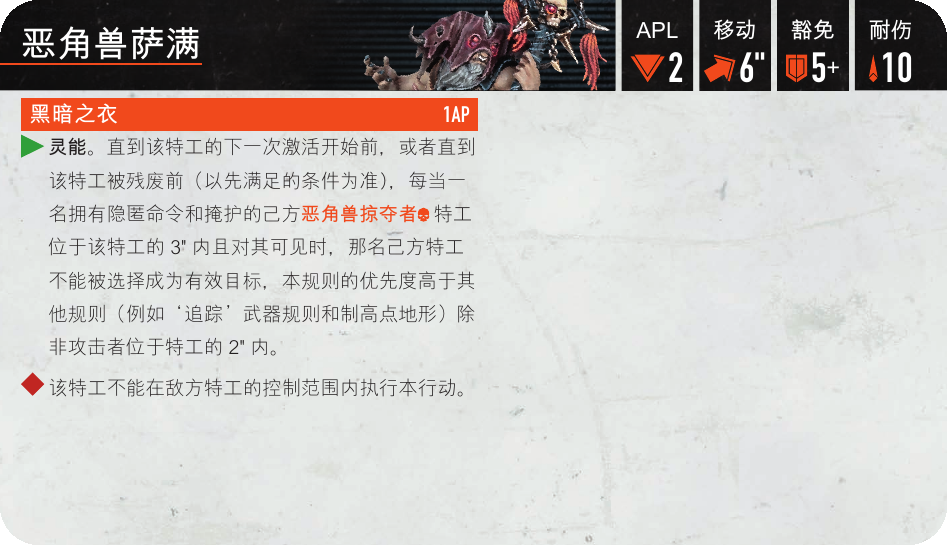 恶角兽萨满
APL
2
移动
6"
豁免
5+
耐伤
10
黑暗之衣 1AP
灵能。直到该特工的下一次激活开始前，或者直到
该特工被残废前（以先满足的条件为准），每当一
名拥有隐匿命令和掩护的己方恶角兽掠夺者特工
位于该特工的 3" 内且对其可见时，那名己方特工
不能被选择成为有效目标，本规则的优先度高于其
他规则（例如‘追踪’武器规则和制高点地形）除
非攻击者位于特工的 2" 内。
该特工不能在敌方特工的控制范围内执行本行动。